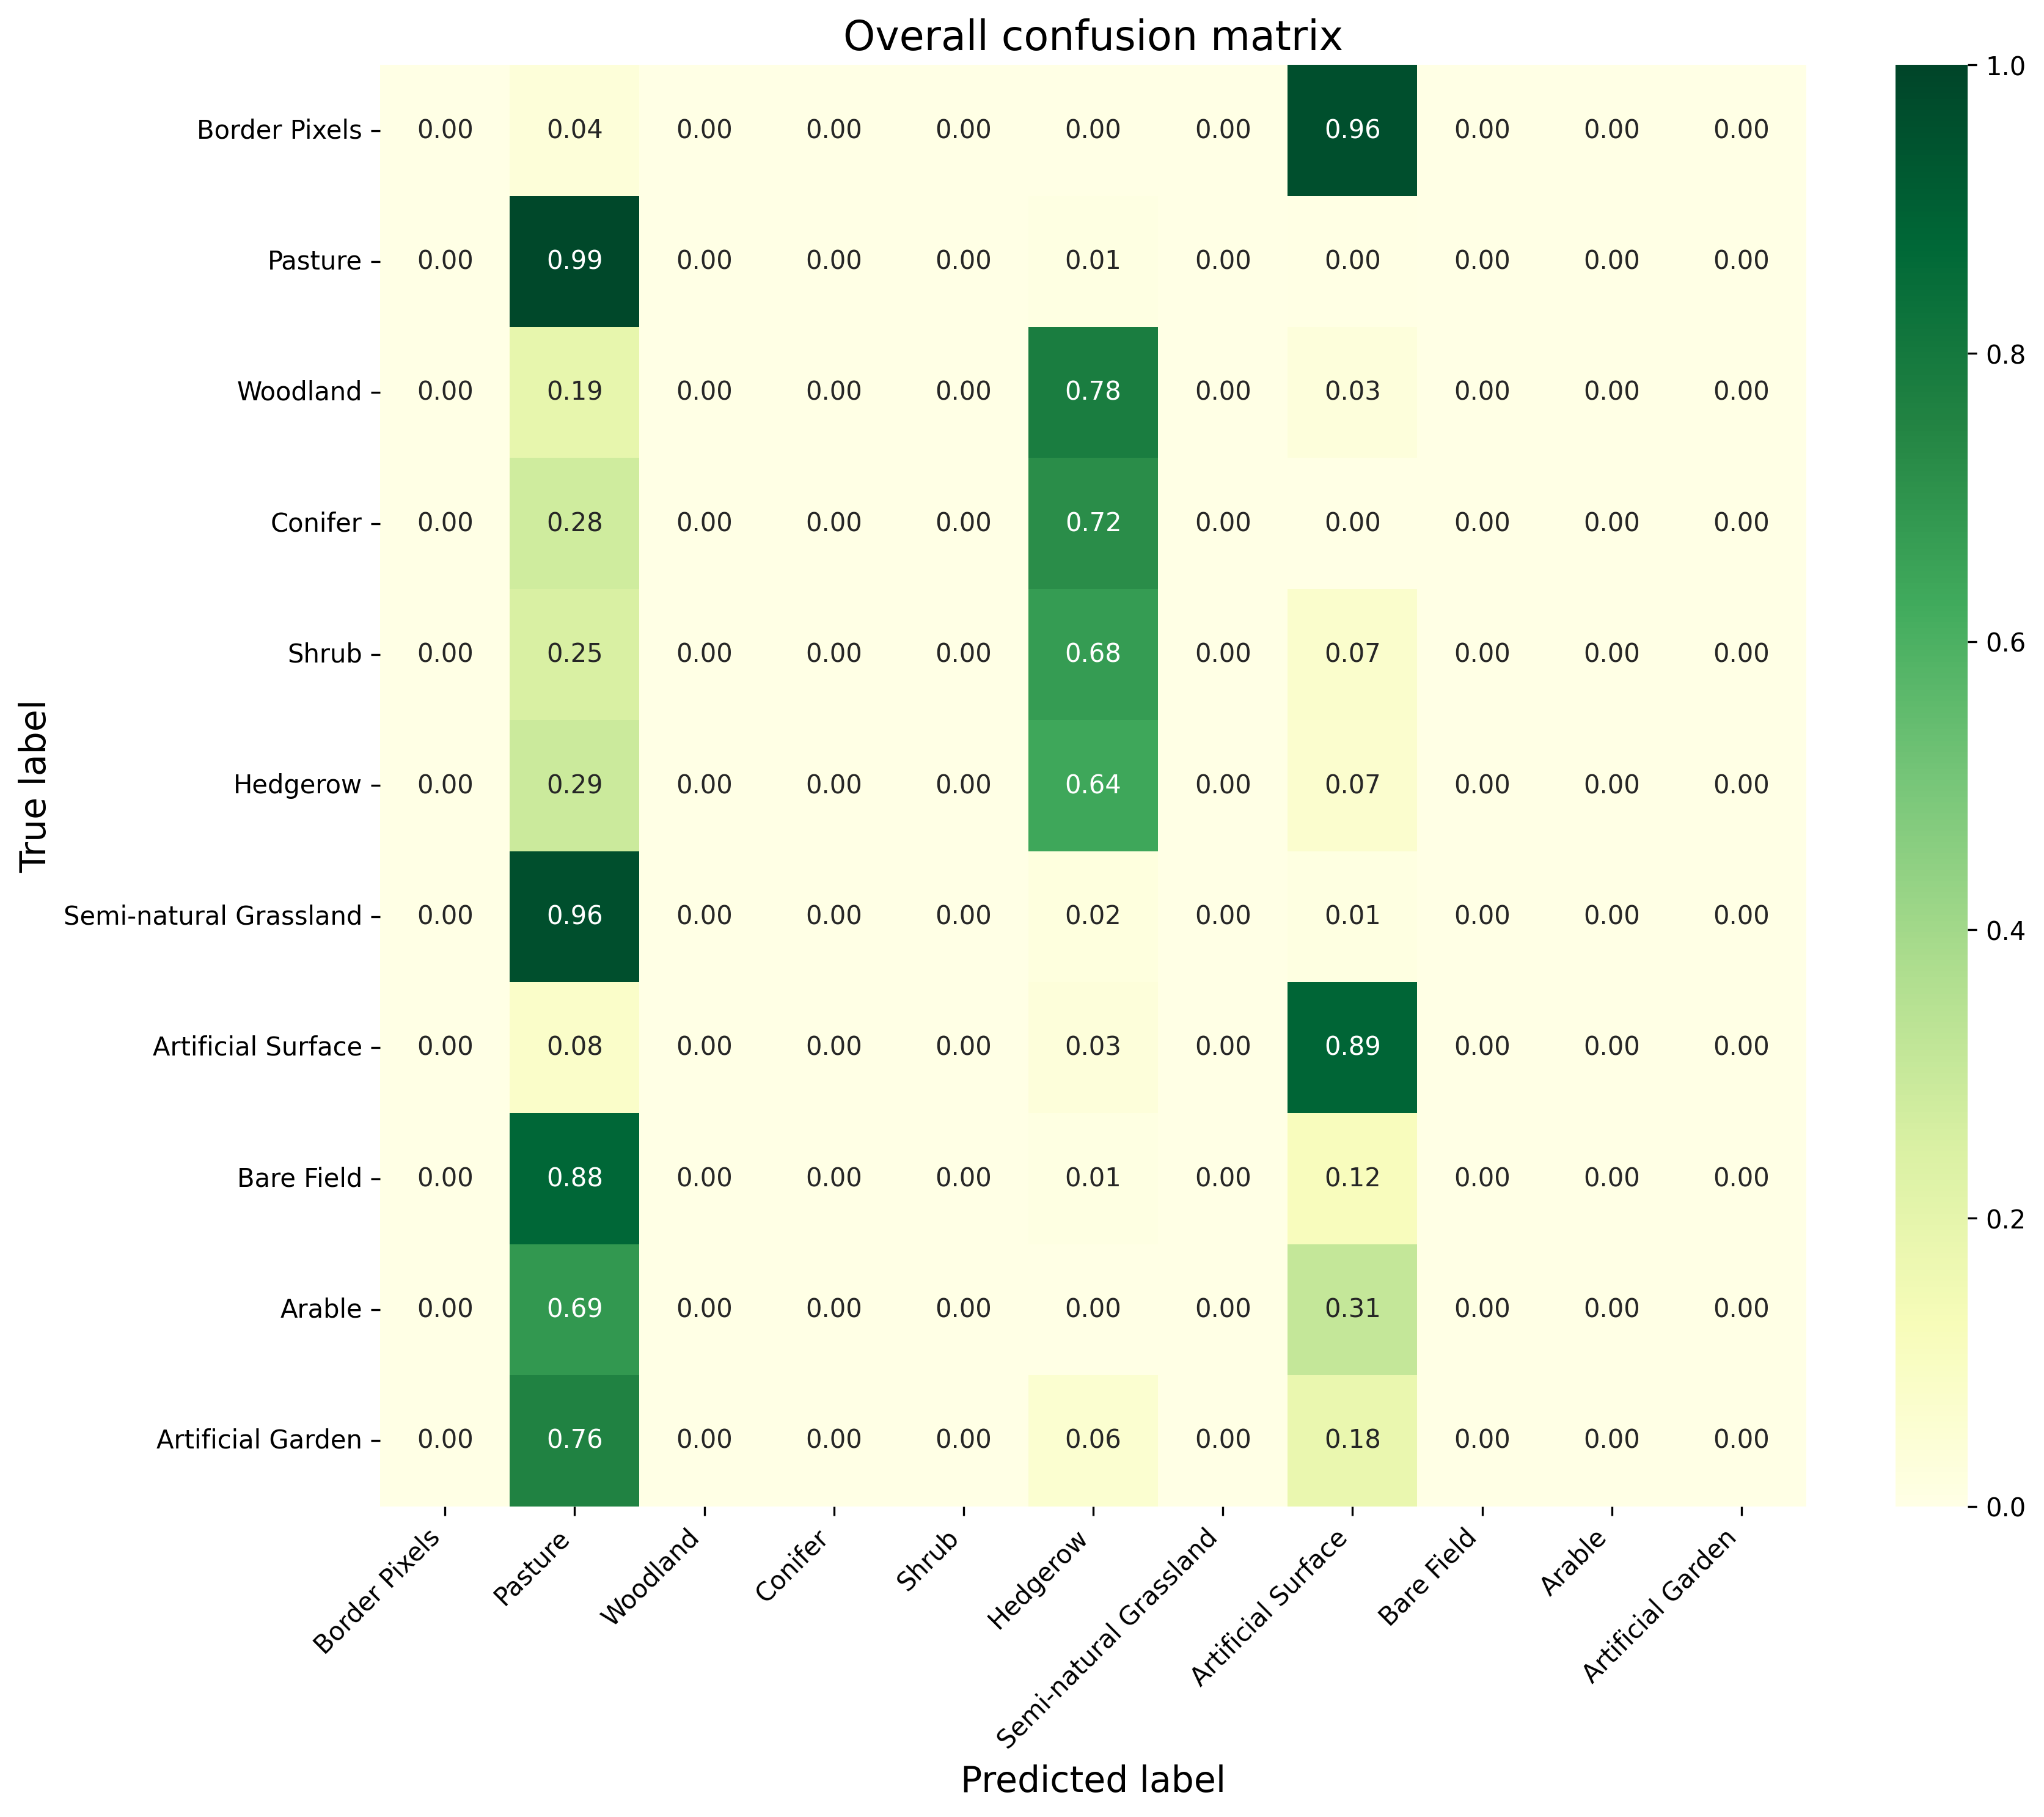 Overall confusion matrix
True label
Border Pixels 0.00 0.04 0.00 0.00 0.00 0.00 0.00 0.96 0.00 0.00 0.00
Pasture 0.00 0.99 0.00 0.00 0.00 0.01 0.00 0.00 0.00 0.00 0.00
Woodland 0.00 0.19 0.00 0.00 0.00 0.78 0.00 0.03 0.00 0.00 0.00
Conifer 0.00 0.28 0.00 0.00 0.00 0.72 0.00 0.00 0.00 0.00 0.00
Shrub 0.00 0.25 0.00 0.00 0.00 0.68 0.00 0.07 0.00 0.00 0.00
Hedgerow 0.00 0.29 0.00 0.00 0.00 0.64 0.00 0.07 0.00 0.00 0.00
Semi-natural Grassland 0.00 0.96 0.00 0.00 0.00 0.02 0.00 0.01 0.00 0.00 0.00
Artificial Surface 0.00 0.08 0.00 0.00 0.00 0.03 0.00 0.89 0.00 0.00 0.00
Bare Field 0.00 0.88 0.00 0.00 0.00 0.01 0.00 0.12 0.00 0.00 0.00
Arable 0.00 0.69 0.00 0.00 0.00 0.00 0.00 0.31 0.00 0.00 0.00
Artificial Garden 0.00 0.76 0.00 0.00 0.00 0.06 0.00 0.18 0.00 0.00 0.00
Border Pixels
Pasture
Woodland
Conifer
Shrub
Hedgerow
Semi-natural Grassland
Artificial Surface
Bare Field
Arable
Artificial Garden
Predicted label
1.0
0.8
0.6
0.4
0.2
0.0